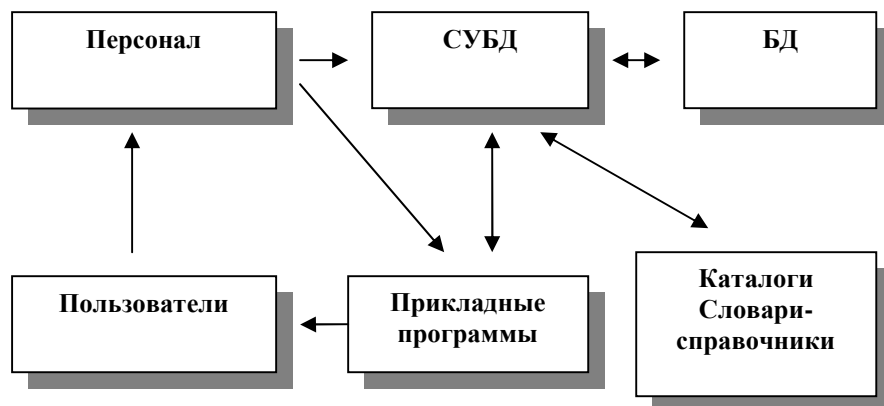 Персонал
СУБД
БД
Пользователи
Прикладные
программы
Каталоги
Словари-
справочники